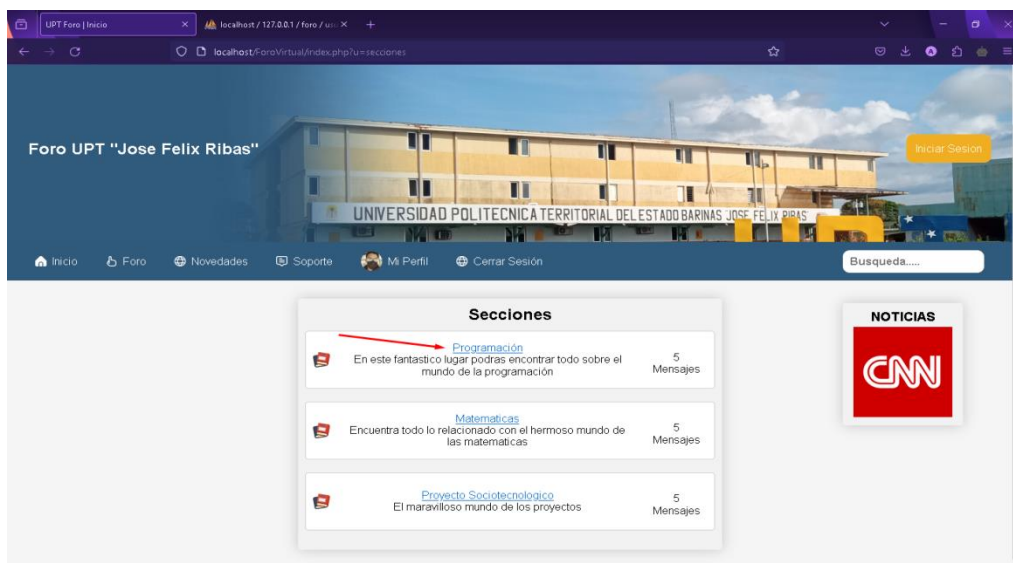 UPT Foro | Inicio
localhost / 127.0.0.1 / foro / usu
localhost/ForoVirtual/index.php?u=secciones
Foro UPT "Jose Felix Ribas"
Iniciar Sesion
UNIVERSIDAD POLITECNICA TERRITORIAL DEL ESTADO BARINAS JOSE FELIX RIBAS
Inicio
Foro
Novedades
Soporte
Mi Perfil
Cerrar Sesión
Busqueda.....
Secciones
Programación
En este fantastico lugar podras encontrar todo sobre el
mundo de la programación
5
Mensajes
Matematicas
Encuentra todo lo relacionado con el hermoso mundo de
las matematicas
5
Mensajes
Proyecto Sociotecnologico
El maravilloso mundo de los proyectos
5
Mensajes
NOTICIAS
CNN